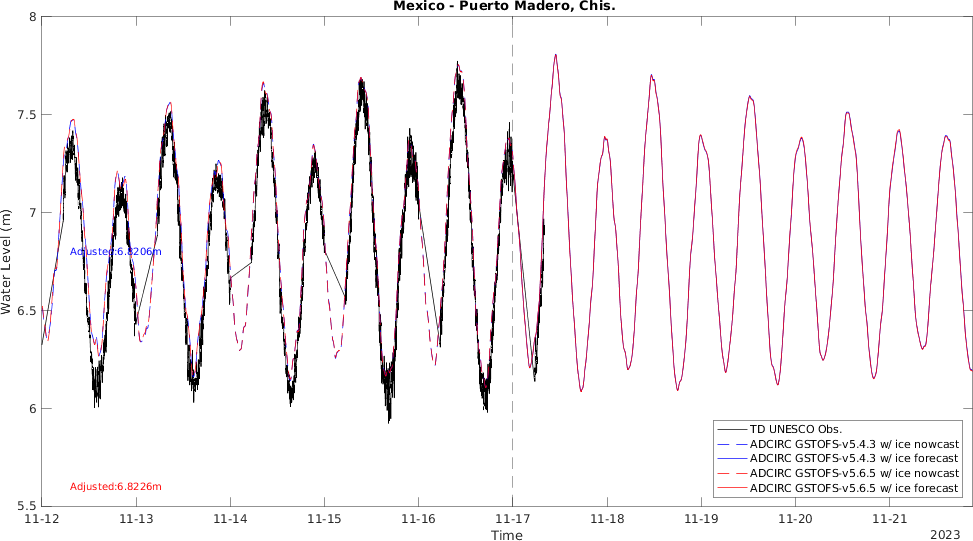 Mexico - Puerto Madero, Chis.
8
7.5
7
6.5
6
5.5
Water Level (m)
Adjusted:6.8206m
Adjusted:6.8226m
TD UNESCO Obs.
ADCIRC GSTOFS-v5.4.3 w/ ice nowcast
ADCIRC GSTOFS-v5.4.3 w/ ice forecast
ADCIRC GSTOFS-v5.6.5 w/ ice nowcast
ADCIRC GSTOFS-v5.6.5 w/ ice forecast
11-12 11-13 11-14 11-15 11-16 11-17 11-18 11-19 11-20 11-21
Time
2023